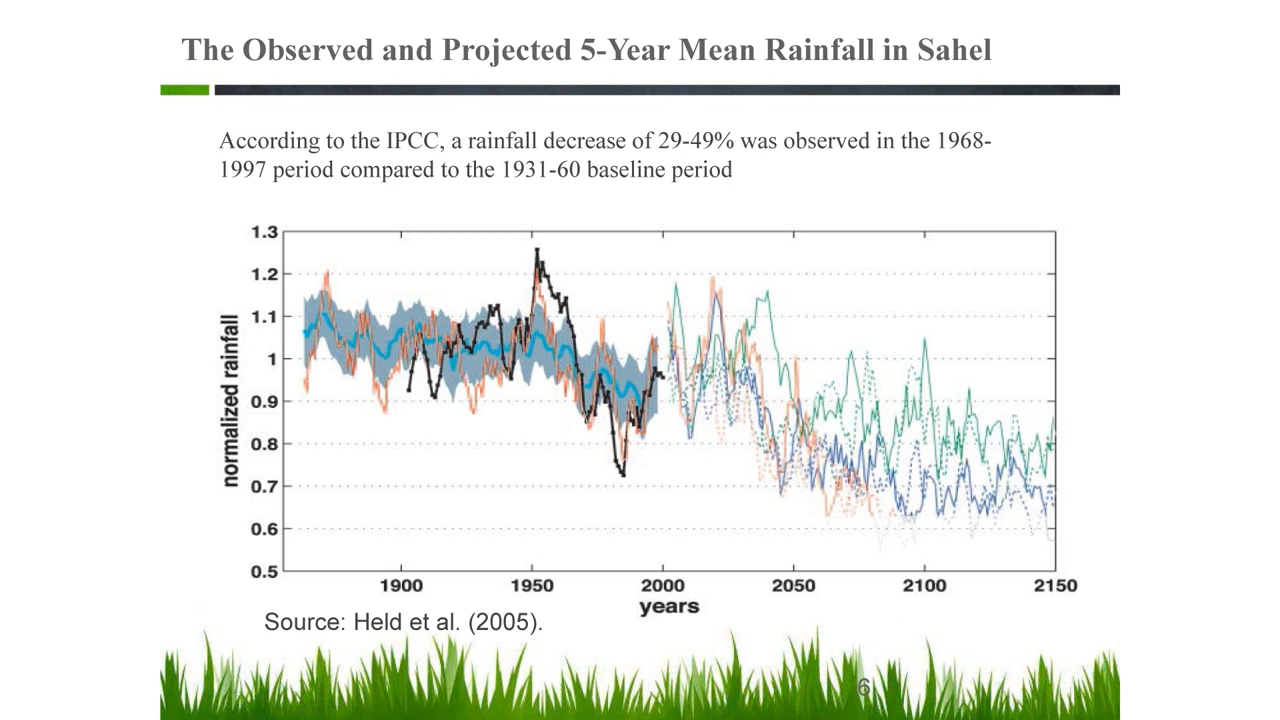 The Observed and Projected 5-Year Mean Rainfall in Sahel
According to the IPCC, a rainfall decrease of 29-49% was observed in the 1968-
1997 period compared to the 1931-60 baseline period
1.3
1.2
1.1
1
0.9
0.8
0.7
0.6
0.5
normalized rainfall
1900
1950
2000
2050
2100
2150
years
Source: Held et al. (2005).
6